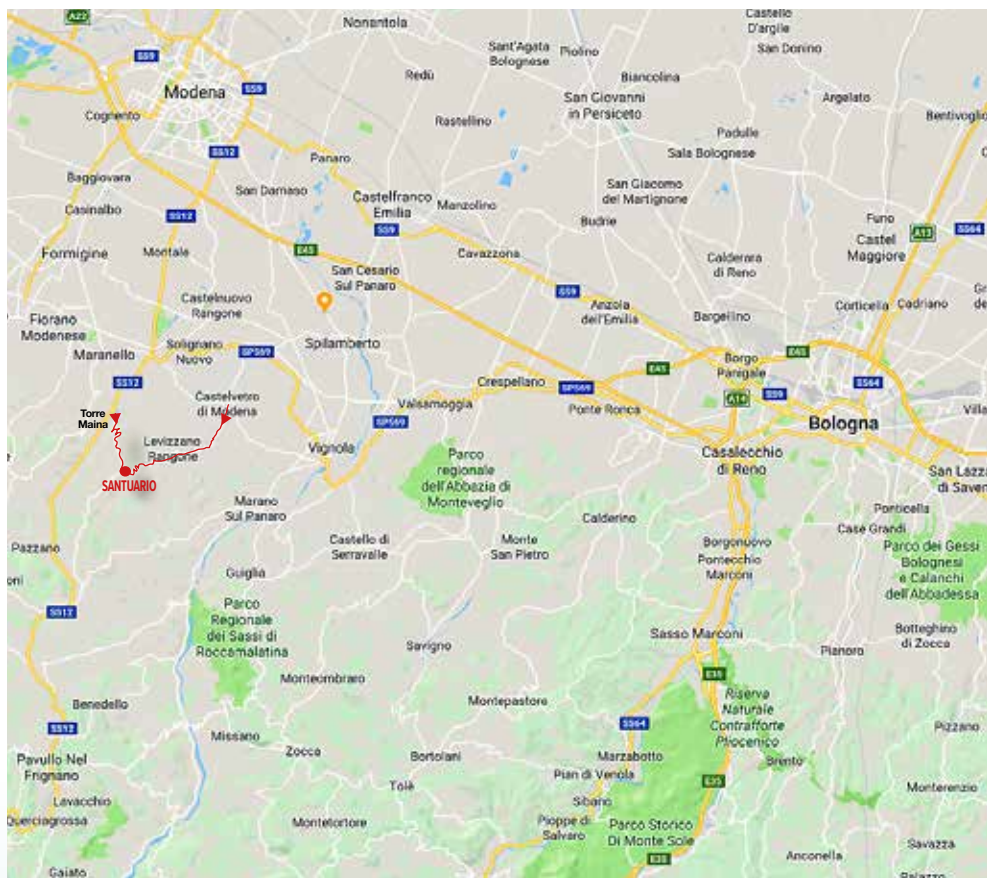 A22
Nonantola
Castello
D'argile
San Donino
SS9
Sant'Agata
Bolognese
Piolino
Redù
Biancolina
Modena
SS9
San Giovanni
in Persiceto
Argelato
Cognento
Rastellino
Bentivoglio
SS12
Padulle
Sala Bolognese
Panaro
Baggiovara
San Damaso
Castelfranco
Emilia
Manzolino
San Giacomo
del Martignone
Casinalbo
SS12
SS9
Budrie
Funo
Castel
Maggiore
A13
SS64
Formigine
Montale
E45
Cavazzona
San Cesario
Sul Panaro
Calderara
di Reno
SS9
Castelnuovo
Rangone
Anzola
dell'Emilia
Corticella
Cadriano
Fiorano
Modenese
Bargellino
Solignano
Nuovo
SP569
Spilamberto
Maranello
Borgo
Panigale
E45
E45
SS12
Crespellano
SP569
SS64
Castelvetro
di Modena
Valsamoggia
Ponte Ronca
A14
SS9
Torre
Maina
SP569
Bologna
Levizzano
Rangone
Vignola
Casalecchio
di Reno
SANTUARIO
Parco
regionale
dell'Abbazia di
Monteveglio
San Lazz
di Saven
Marano
Sul Panaro
Calderino
Ponticella
Case Grandi
Pazzano
Castello di
Serravalle
Monte
San Pietro
Borgonuovo
Pontecchio
Marconi
Parco dei Gessi
Bolognesi
e Calanchi
dell'Abbadessa
Guiglia
SS12
Parco
Regionale
dei Sassi di
Roccamalatina
Savigno
Sasso Marconi
Botteghino
di Zocca
Pianoro
Monteombraro
E35
Benedello
Montepastore
Riserva
Naturale
Contrafforte
Pliocenico
SS12
Missano
SS64
Pizzano
Zocca
Bortolani
Marzabotto
Pavullo Nel
Frignano
Pian di Venola
Brento
Tolè
E35
Monterenzio
Lavacchio
Sibano
Querciagrossa
Montetortore
Pioppe di
Salvaro
Parco Storico
Di Monte Sole
Savazza
E35
Anconella
Gaiato